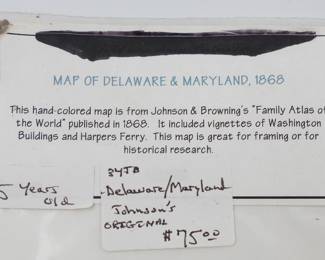 MAP OF DELAWARE & MARYLAND, 1868
This hand-colored map is from Johnson & Browning's "Family Atlas of
the World" published in 1868. It included vignettes of Washington
Buildings and Harpers Ferry. This map is great for framing or for
historical research.
5 Years
old
34JB
Delaware/Maryland
Johnson's
ORIGINAL
$75.00